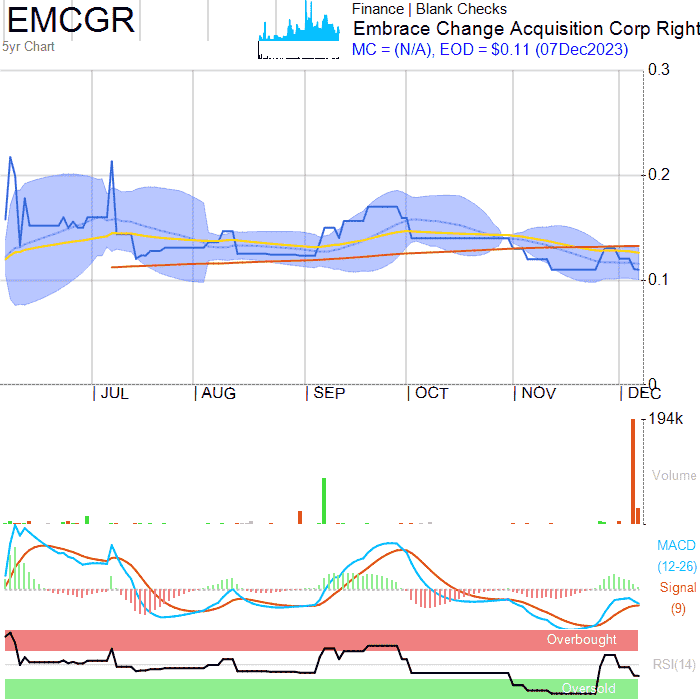 EMCGR
5yr Chart
Finance | Blank Checks
Embrace Change Acquisition Corp Right
MC = (N/A), EOD = $0.11 (07Dec2023)
0.3
0.2
0.1
0
JUL AUG SEP OCT NOV DEC
194k
Volume
MACD
(12-26)
Signal
(9)
Overbought
RSI(14)
Oversold